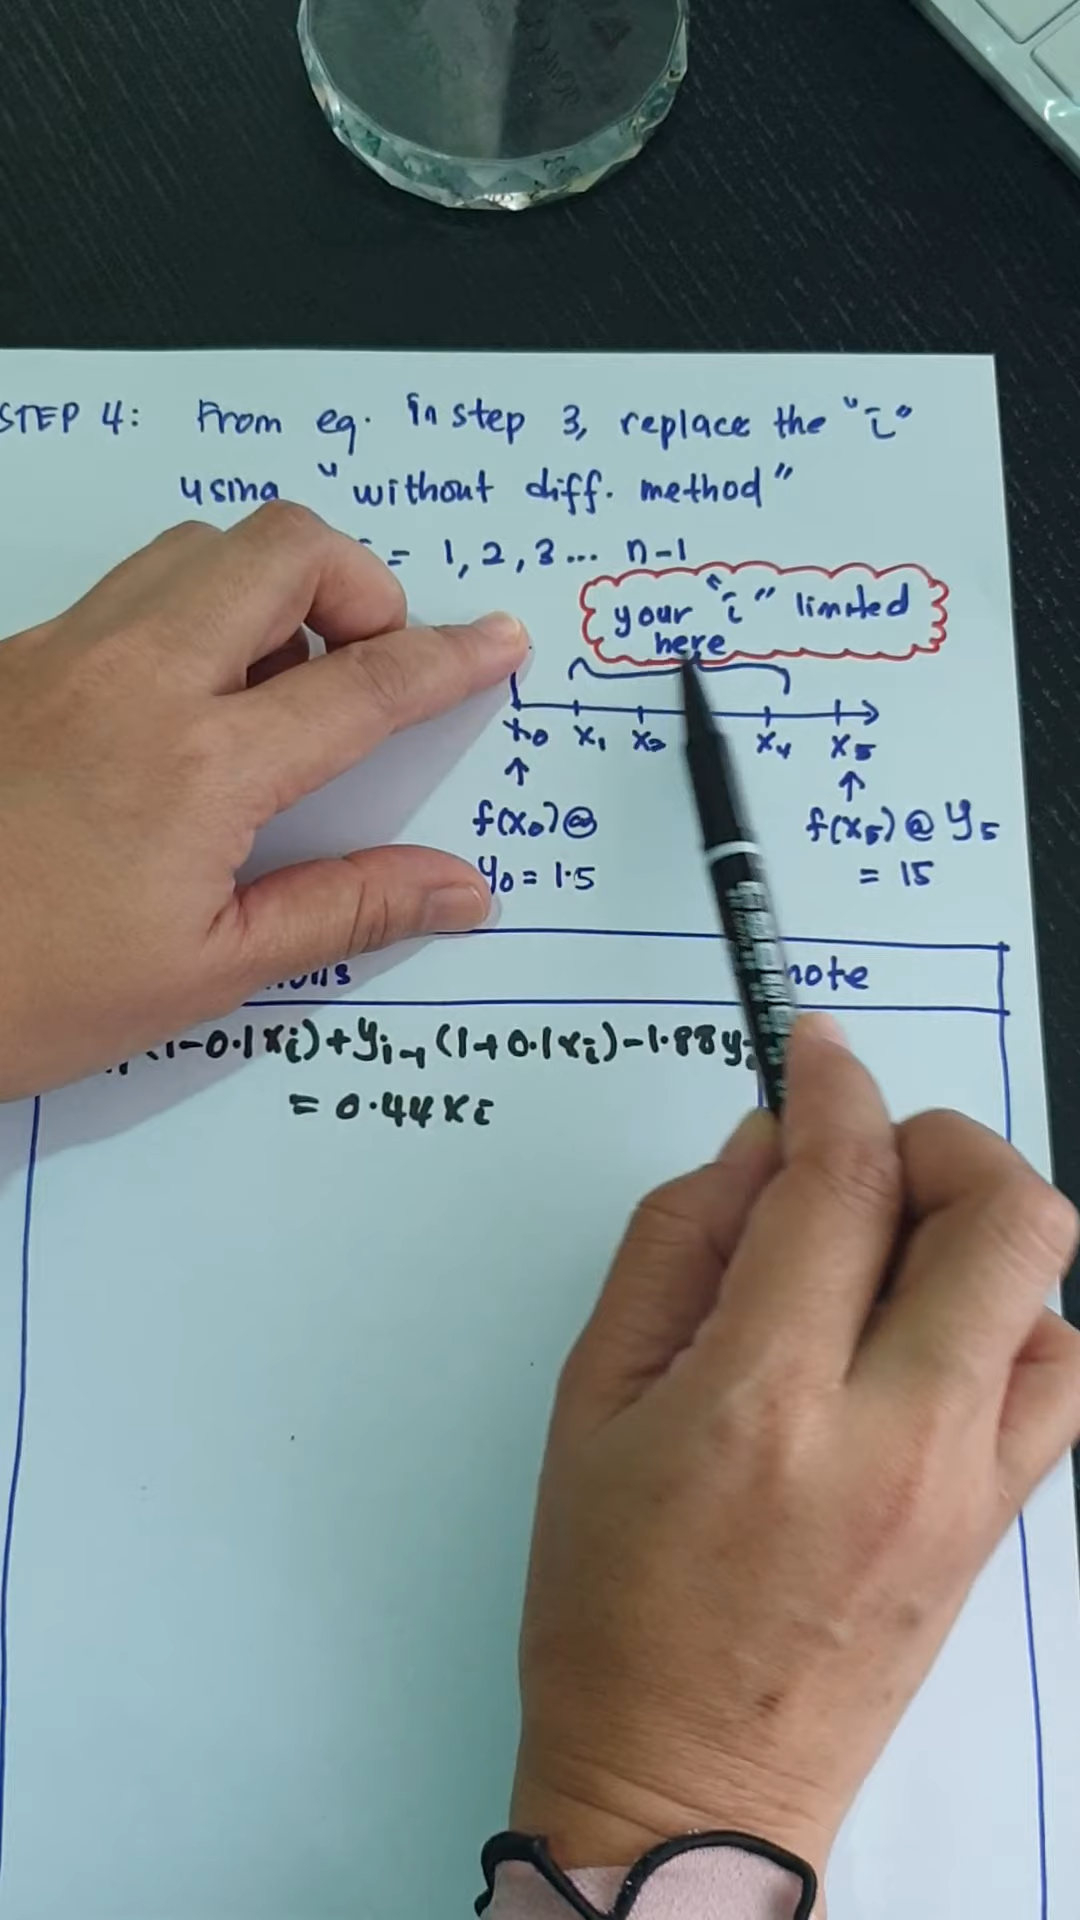 STEP 4: From eq. in step 3, replace the "i"
using "without diff. method"
= 1, 2, 3... n-1
your "i" limited
here
x0 x1 x2 x4 x5
f(x0)@ f(x5)@ y5
y0 = 1.5 = 15
note
(1-0.1xi)+yi-1 (1+0.1xi)-1.88y
= 0.44xi